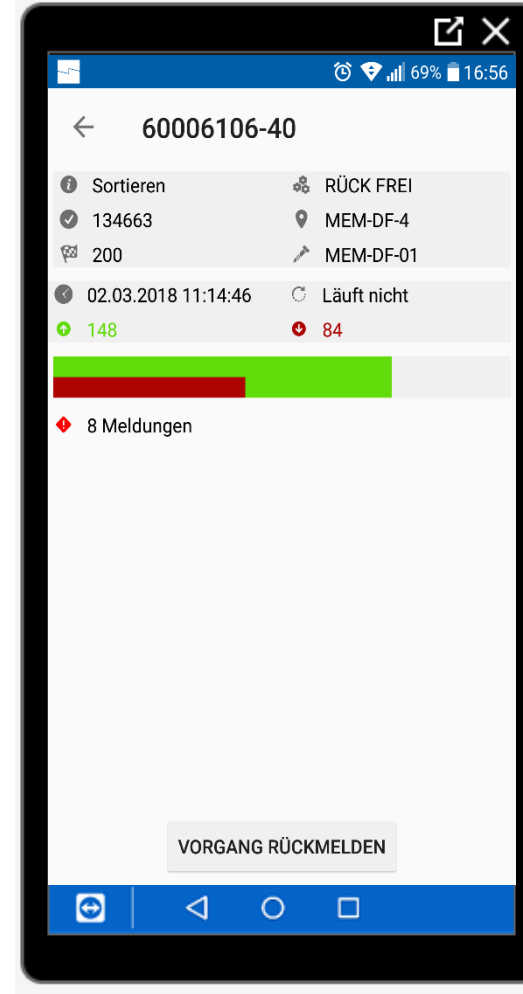 69% 16:56
60006106-40
Sortieren RÜCK FREI
134663 MEM-DF-4
200 MEM-DF-01
02.03.2018 11:14:46 Läuft nicht
148 84
8 Meldungen
VORGANG RÜCKMELDEN